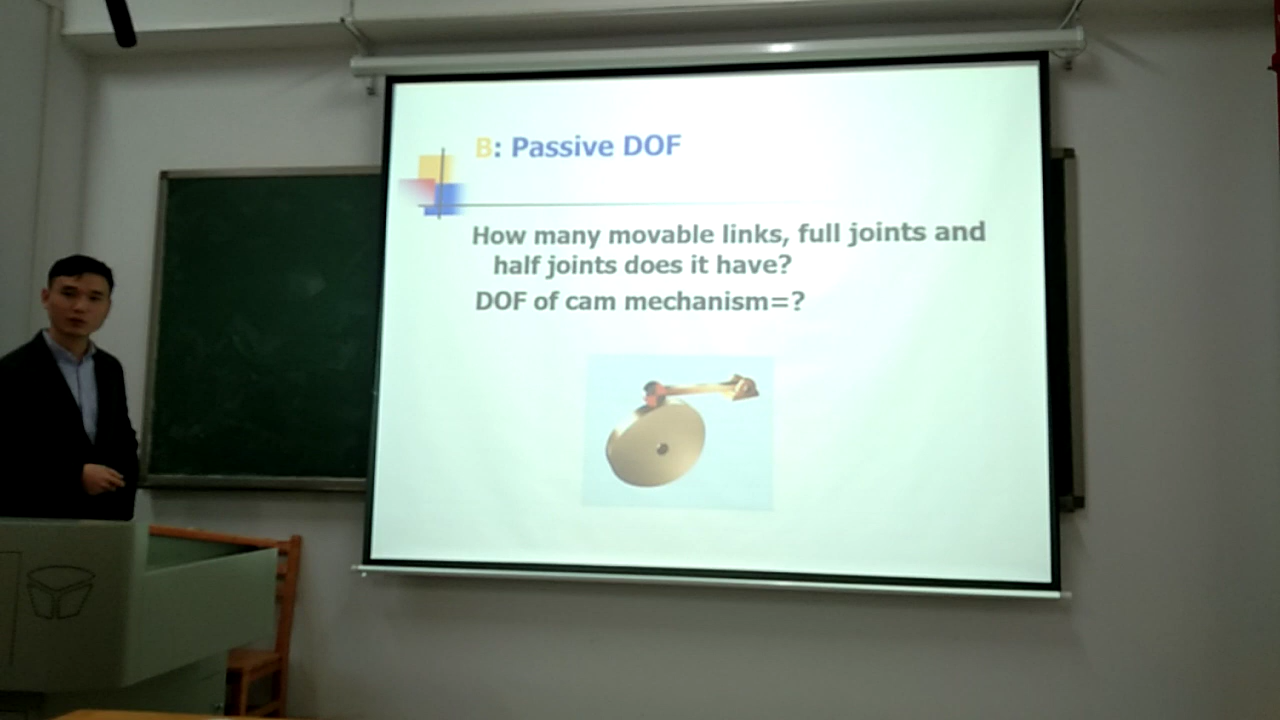 B: Passive DOF
How many movable links, full joints and
half joints does it have?
DOF of cam mechanism=?